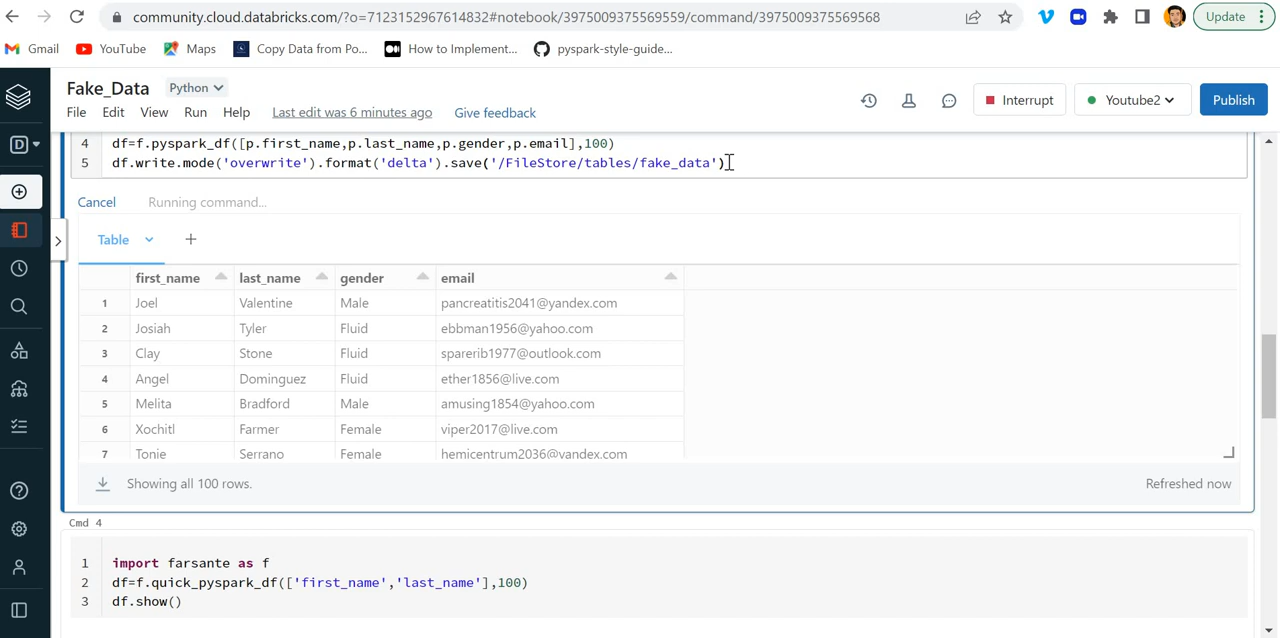 community.cloud.databricks.com/?o=7123152967614832#notebook/3975009375569559/command/3975009375569568
Update
Gmail
YouTube
Maps
Copy Data from Po...
How to Implement...
pyspark-style-guide...
Fake_Data
Python
File Edit View Run Help Last edit was 6 minutes ago Give feedback
Interrupt
Youtube2
Publish
D
4 df=f.pyspark_df([p.first_name,p.last_name,p.gender,p.email],100)
5 df.write.mode('overwrite').format('delta').save('/FileStore/tables/fake_data')
Cancel Running command...
Table +
first_name last_name gender email
1 Joel Valentine Male pancreatitis2041@yandex.com
2 Josiah Tyler Fluid ebbman1956@yahoo.com
3 Clay Stone Fluid sparerib1977@outlook.com
4 Angel Dominguez Fluid ether1856@live.com
5 Melita Bradford Male amusing1854@yahoo.com
6 Xochitl Farmer Female viper2017@live.com
7 Tonie Serrano Female hemicentrum2036@yandex.com
Showing all 100 rows. Refreshed now
Cmd 4
1 import farsante as f
2 df=f.quick_pyspark_df(['first_name','last_name'],100)
3 df.show()